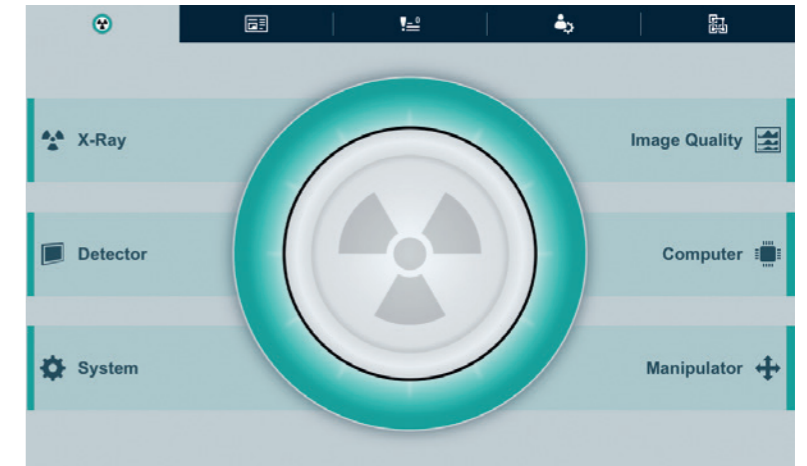 X-Ray
Image Quality
Detector
Computer
System
Manipulator